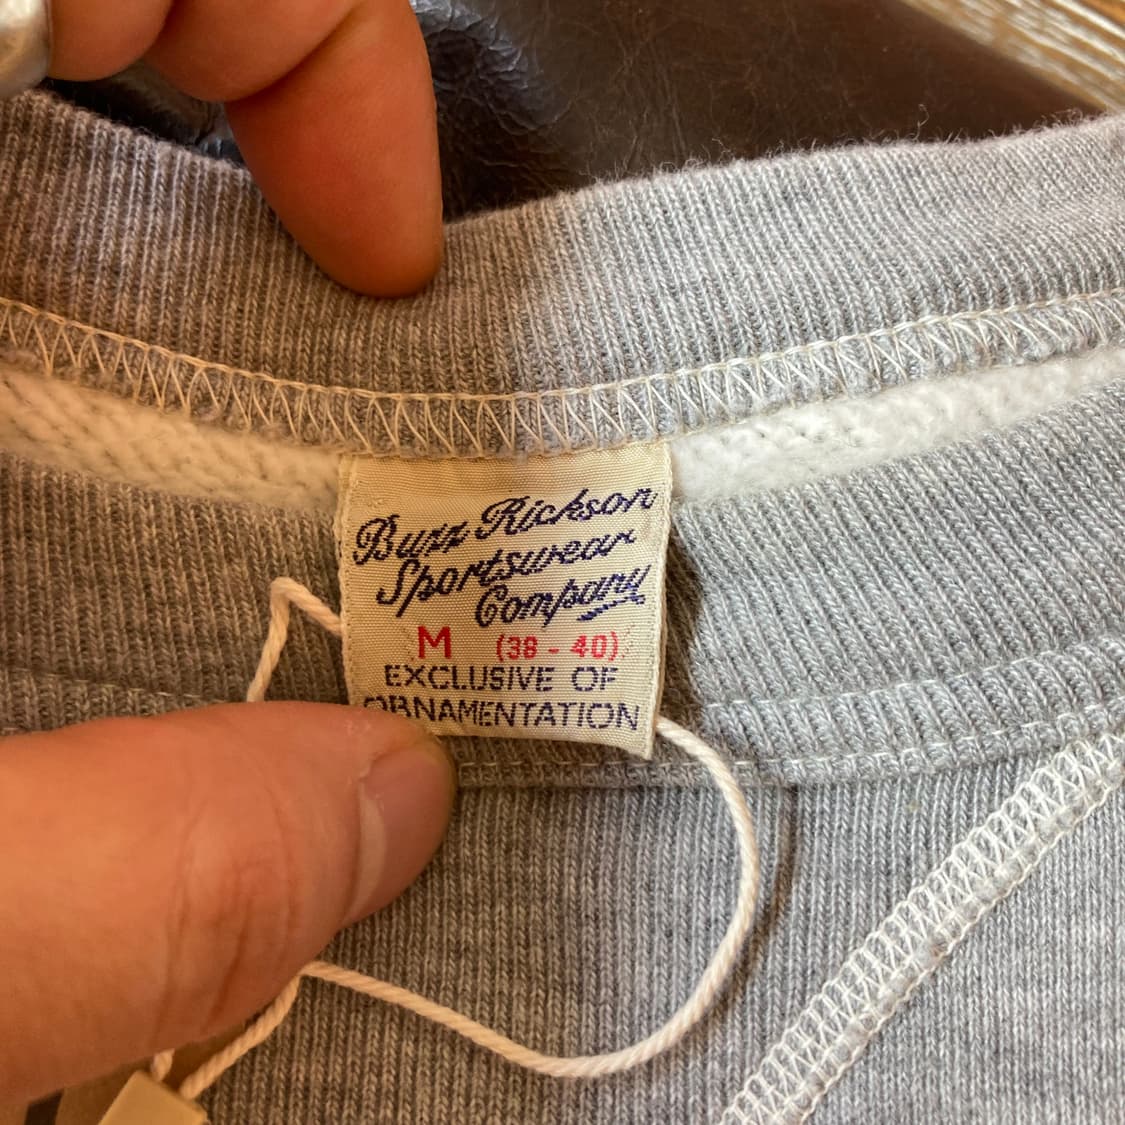 Buzz Rickson
Sportswear
Company
M (38 - 40)
EXCLUSIVE OF
ORNAMENTATION